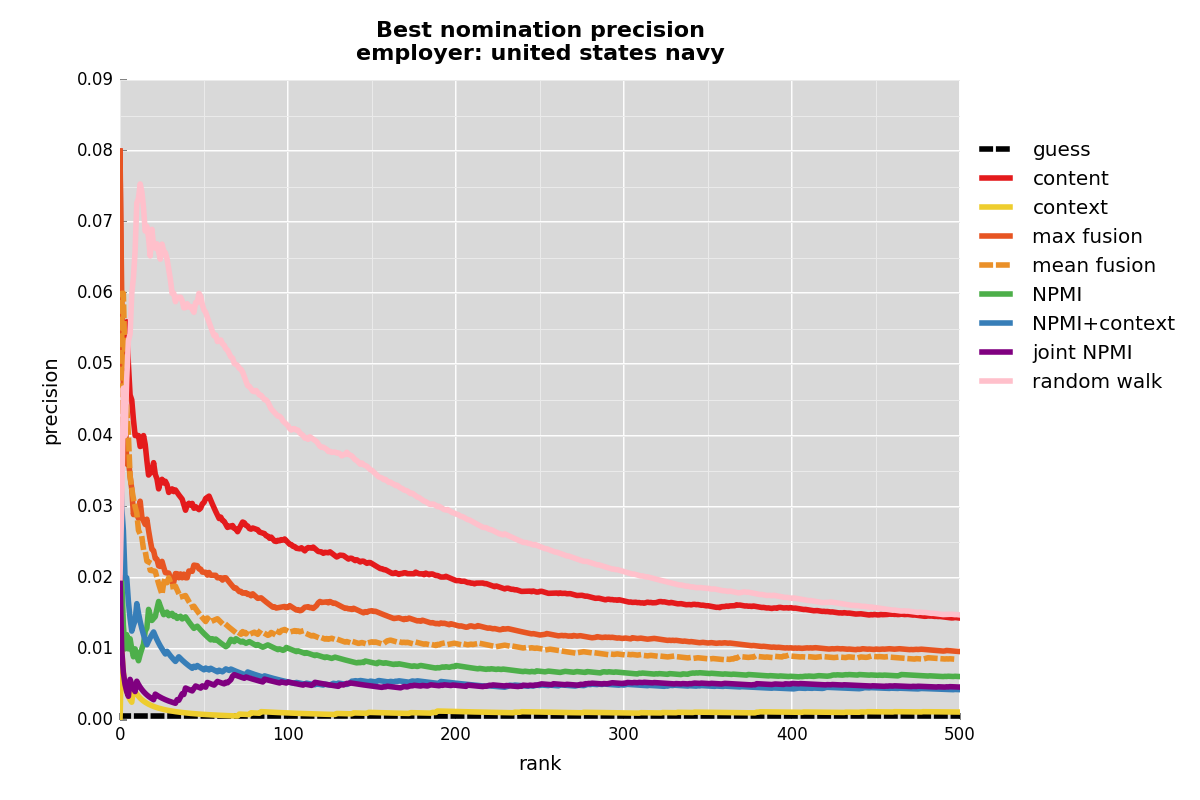 Best nomination precision
employer: united states navy
precision
0.09
0.08
0.07
0.06
0.05
0.04
0.03
0.02
0.01
0.00
0
100
200
300
400
500
rank
guess
content
context
max fusion
mean fusion
NPMI
NPMI+context
joint NPMI
random walk